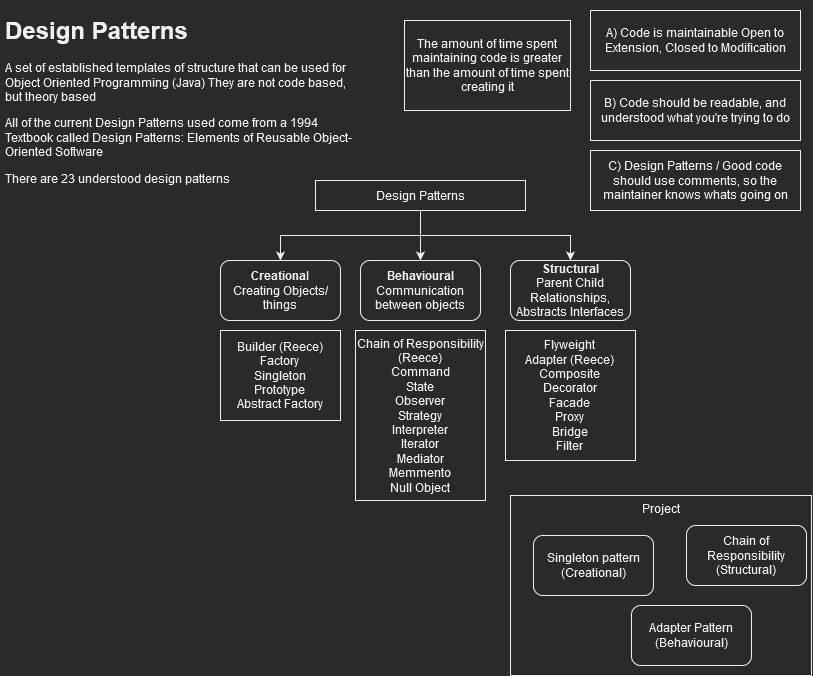 Design Patterns
A set of established templates of structure that can be used for
Object Oriented Programming (Java) They are not code based,
but theory based
All of the current Design Patterns used come from a 1994
Textbook called Design Patterns: Elements of Reusable Object-
Oriented Software
There are 23 understood design patterns
The amount of time spent
maintaining code is greater
than the amount of time spent
creating it
A) Code is maintainable Open to
Extension, Closed to Modification
B) Code should be readable, and
understood what you're trying to do
C) Design Patterns / Good code
should use comments, so the
maintainer knows whats going on
Design Patterns
Creational
Creating Objects/
things
Behavioural
Communication
between objects
Structural
Parent Child
Relationships,
Abstracts Interfaces
Builder (Reece)
Factory
Singleton
Prototype
Abstract Factory
Chain of Responsibility
(Reece)
Command
State
Observer
Strategy
Interpreter
Iterator
Mediator
Memmento
Null Object
Flyweight
Adapter (Reece)
Composite
Decorator
Facade
Proxy
Bridge
Filter
Project
Singleton pattern
(Creational)
Chain of
Responsibility
(Structural)
Adapter Pattern
(Behavioural)